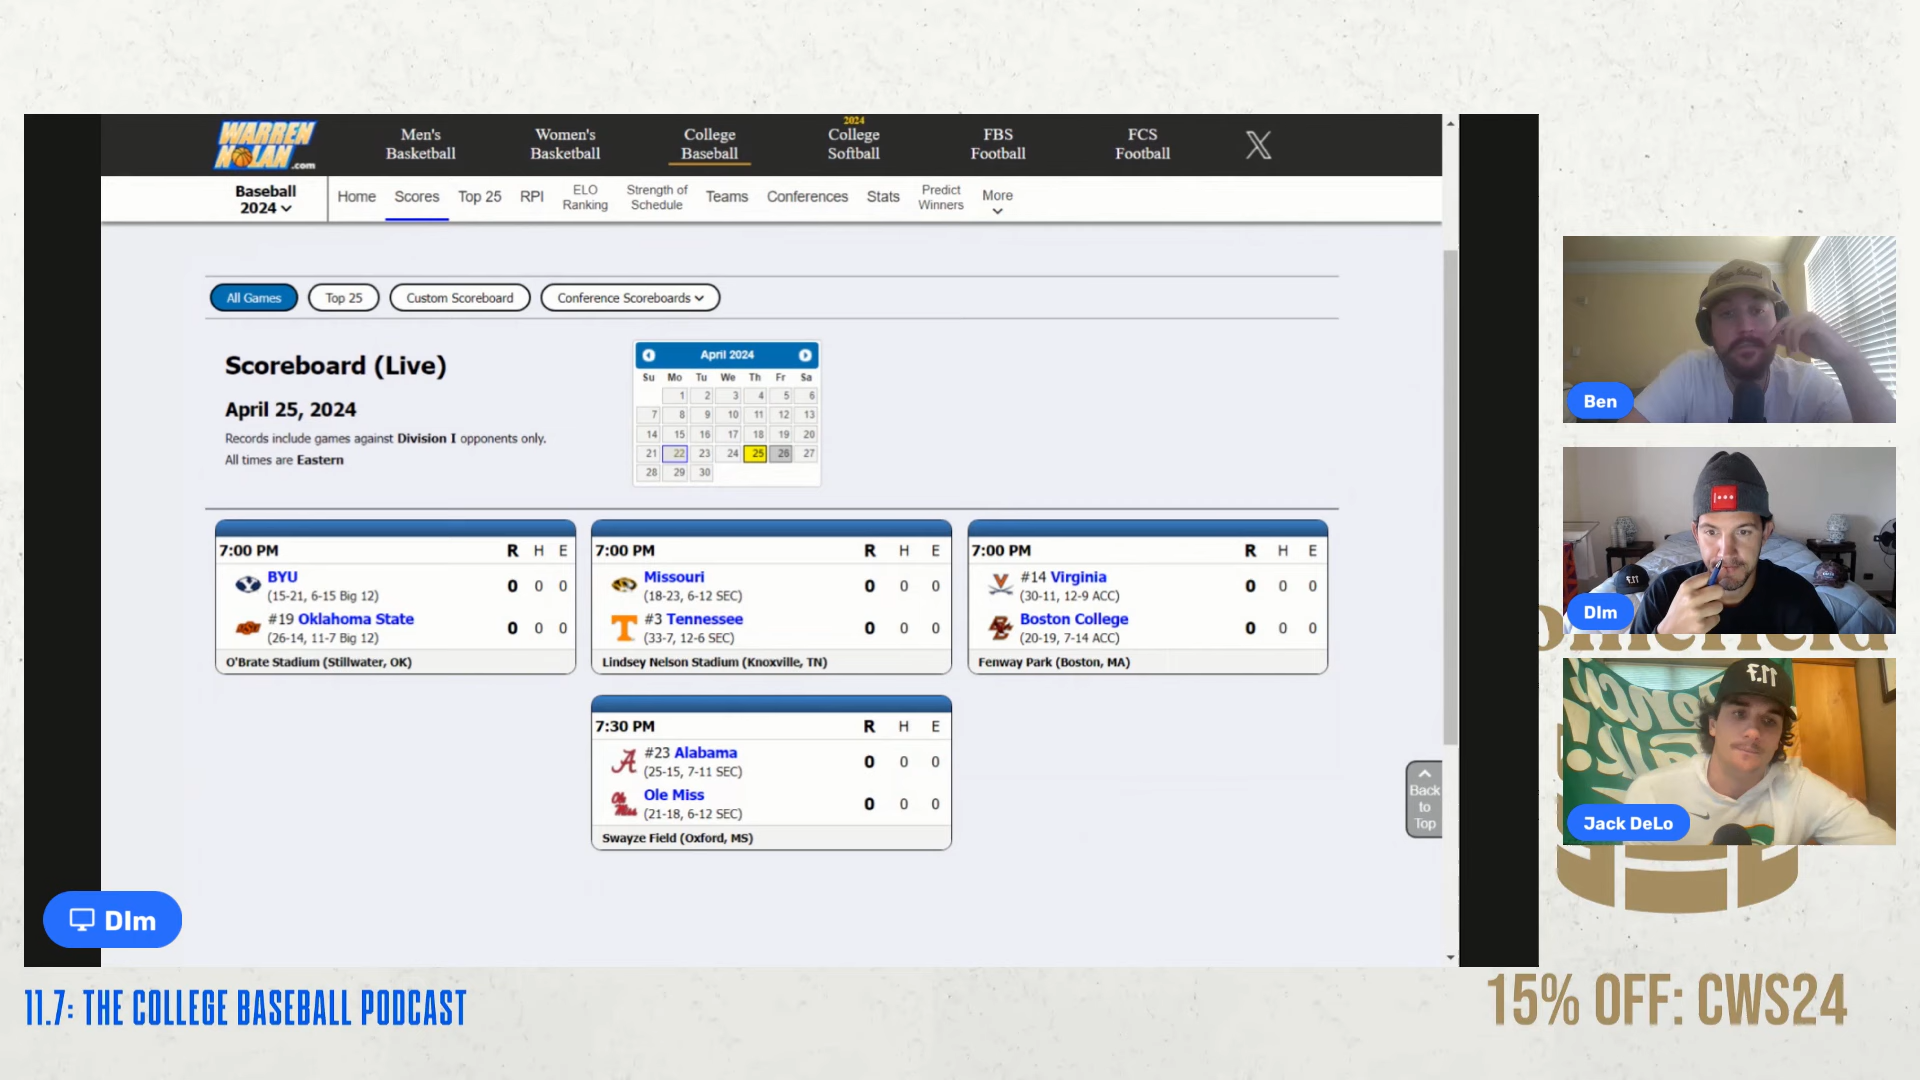 WARREN
NOLAN
.com
Men's
Basketball
Women's
Basketball
College
Baseball
2024
College
Softball
FBS
Football
FCS
Football
Baseball
2024
Home
Scores
Top 25
RPI
ELO
Ranking
Strength of
Schedule
Teams
Conferences
Stats
Predict
Winners
More
All Games
Top 25
Custom Scoreboard
Conference Scoreboards
Scoreboard (Live)
April 25, 2024
Records include games against Division I opponents only.
All times are Eastern
April 2024
Su Mo Tu We Th Fr Sa
1 2 3 4 5 6
7 8 9 10 11 12 13
14 15 16 17 18 19 20
21 22 23 24 25 26 27
28 29 30
7:00 PM R H E
BYU 0 0 0
(15-21, 6-15 Big 12)
#19 Oklahoma State 0 0 0
(26-14, 11-7 Big 12)
O'Brate Stadium (Stillwater, OK)
7:00 PM R H E
Missouri 0 0 0
(18-23, 6-12 SEC)
#3 Tennessee 0 0 0
(33-7, 12-6 SEC)
Lindsey Nelson Stadium (Knoxville, TN)
7:00 PM R H E
#14 Virginia 0 0 0
(30-11, 12-9 ACC)
Boston College 0 0 0
(20-19, 7-14 ACC)
Fenway Park (Boston, MA)
7:30 PM R H E
#23 Alabama 0 0 0
(25-15, 7-11 SEC)
Ole Miss 0 0 0
(21-18, 6-12 SEC)
Swayze Field (Oxford, MS)
Back
to
Top
Ben
Dlm
11.7
Jack DeLo
Dlm
11.7: THE COLLEGE BASEBALL PODCAST
15% OFF: CWS24